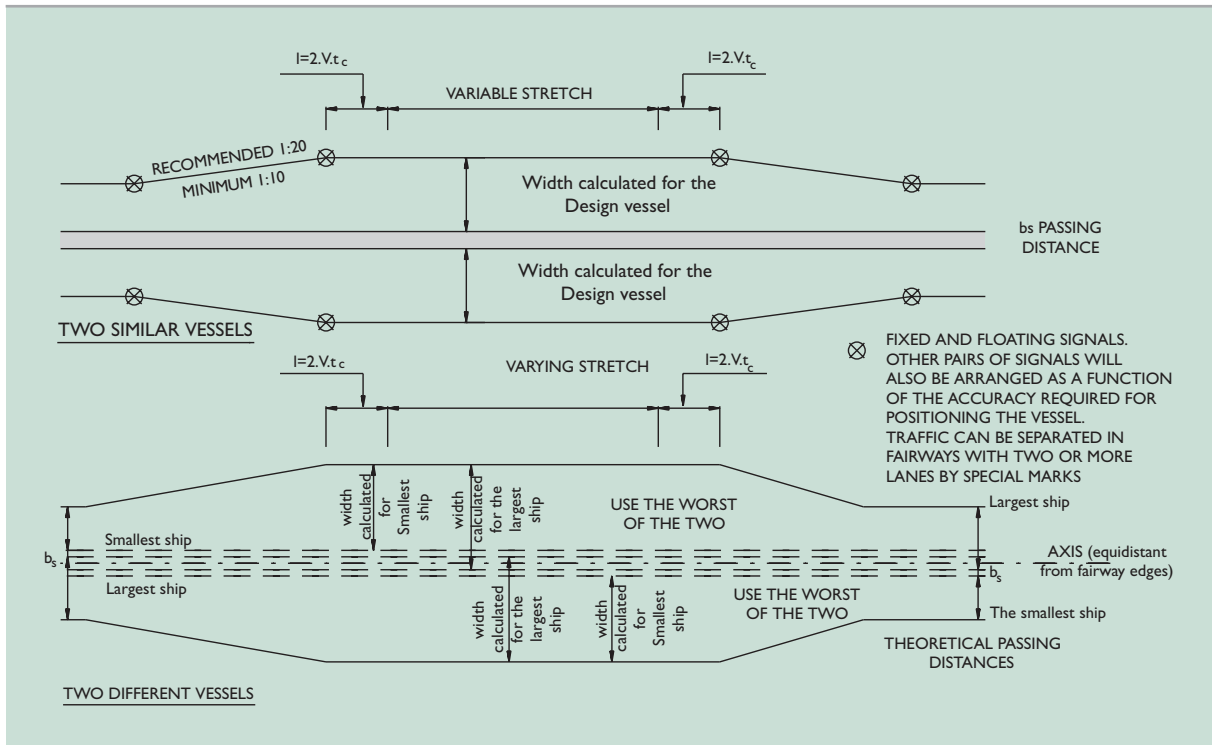 I=2.V.t c
I=2.V.tc
VARIABLE STRETCH
RECOMMENDED 1:20
MINIMUM 1:10
Width calculated for the
Design vessel
bs PASSING
DISTANCE
Width calculated for the
Design vessel
TWO SIMILAR VESSELS
I=2.V.t c
I=2.V.tc
VARYING STRETCH
FIXED AND FLOATING SIGNALS.
OTHER PAIRS OF SIGNALS WILL
ALSO BE ARRANGED AS A FUNCTION
OF THE ACCURACY REQUIRED FOR
POSITIONING THE VESSEL.
TRAFFIC CAN BE SEPARATED IN
FAIRWAYS WITH TWO OR MORE
LANES BY SPECIAL MARKS
width
calculated
for
Smallest
ship
width
calculated
for the
largest
ship
USE THE WORST
OF THE TWO
Largest ship
Smallest ship
bs
Largest ship
AXIS (equidistant
from fairway edges)
bs
width
calculated
for the
largest
ship
width
calculated
for
Smallest
ship
USE THE WORST
OF THE TWO
The smallest ship
THEORETICAL PASSING
DISTANCES
TWO DIFFERENT VESSELS